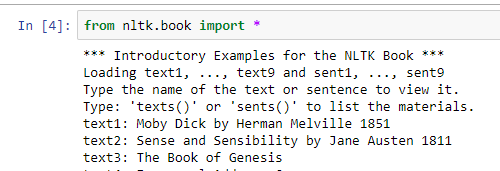 In [4]: from nltk.book import *
*** Introductory Examples for the NLTK Book ***
Loading text1, ..., text9 and sent1, ..., sent9
Type the name of the text or sentence to view it.
Type: 'texts()' or 'sents()' to list the materials.
text1: Moby Dick by Herman Melville 1851
text2: Sense and Sensibility by Jane Austen 1811
text3: The Book of Genesis